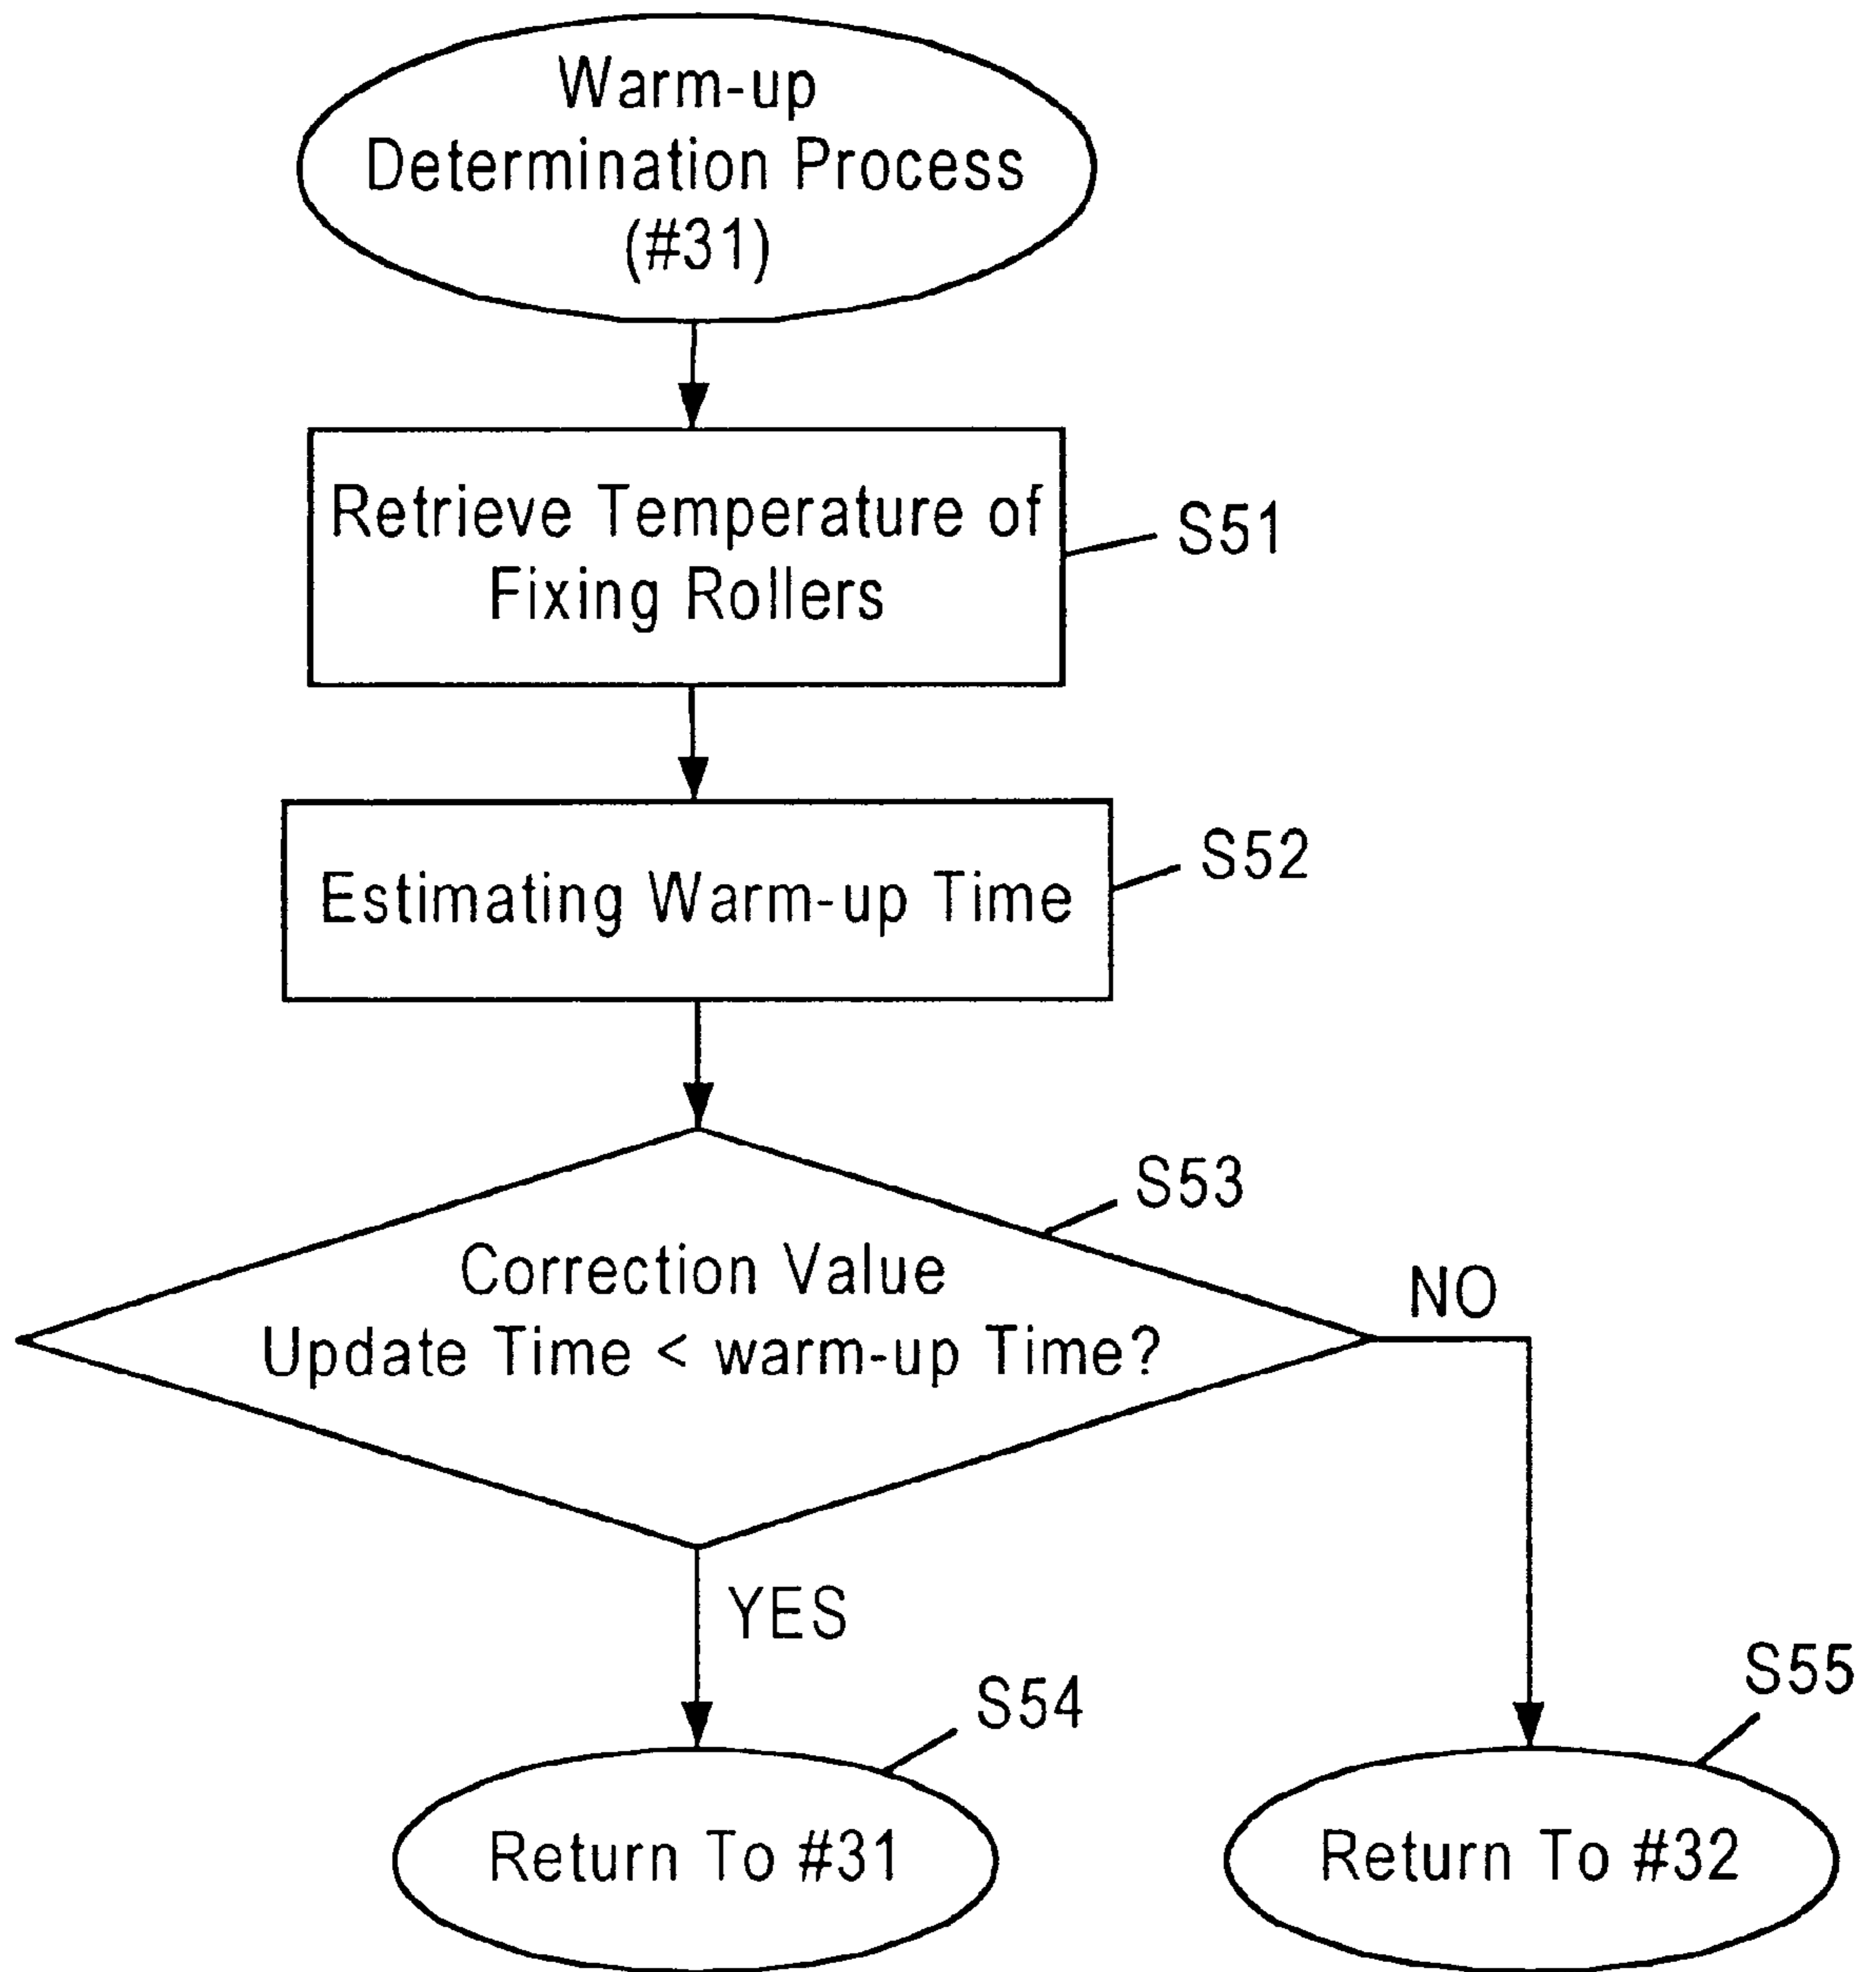 Warm-up
Determination Process
(#31)
Retrieve Temperature of
Fixing Rollers
S51
Estimating Warm-up Time
S52
S53
Correction Value
Update Time < warm-up Time?
NO
YES
S54
Return To #31
S55
Return To #32